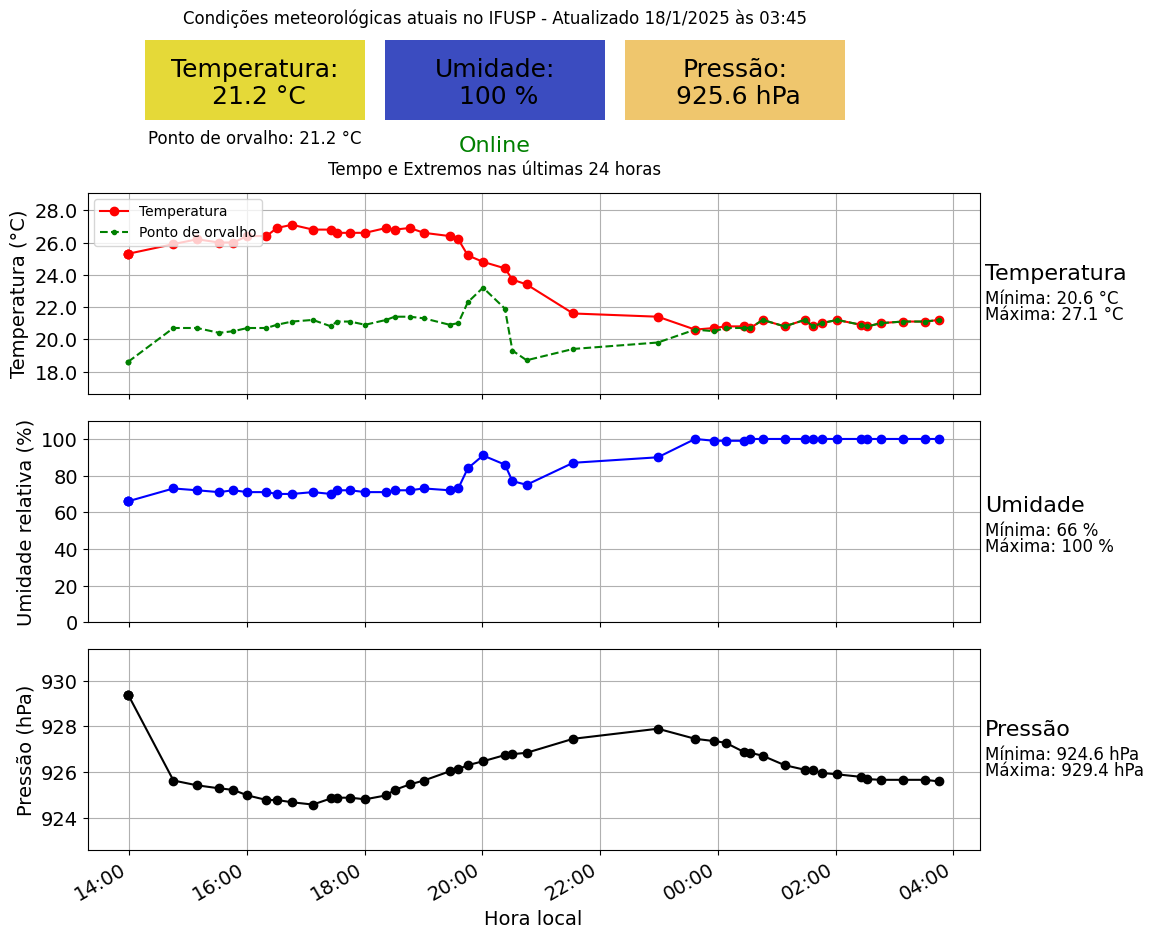 Condições meteorológicas atuais no IFUSP - Atualizado 18/1/2025 às 03:45
Temperatura:
21.2 °C
Umidade:
100 %
Pressão:
925.6 hPa
Ponto de orvalho: 21.2 °C
Online
Tempo e Extremos nas últimas 24 horas
Temperatura (°C)
28.0
26.0
24.0
22.0
20.0
18.0
Temperatura
Ponto de orvalho
Temperatura
Mínima: 20.6 °C
Máxima: 27.1 °C
Umidade relativa (%)
100
80
60
40
20
0
Umidade
Mínima: 66 %
Máxima: 100 %
Pressão (hPa)
930
928
926
924
Pressão
Mínima: 924.6 hPa
Máxima: 929.4 hPa
14:00 16:00 18:00 20:00 22:00 00:00 02:00 04:00
Hora local